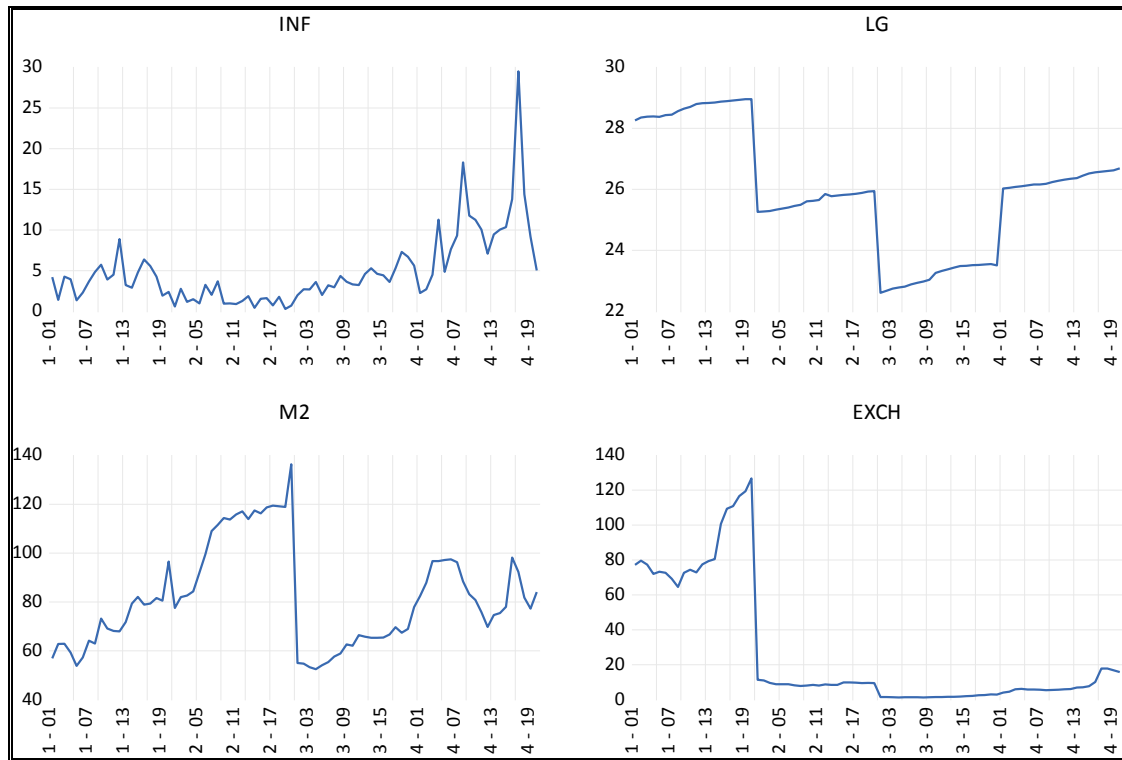 INF
30
25
20
15
10
5
0
1 - 01
1 - 07
1 - 13
1 - 19
2 - 05
2 - 11
2 - 17
3 - 03
3 - 09
3 - 15
4 - 01
4 - 07
4 - 13
4 - 19
LG
30
28
26
24
22
1 - 01
1 - 07
1 - 13
1 - 19
2 - 05
2 - 11
2 - 17
3 - 03
3 - 09
3 - 15
4 - 01
4 - 07
4 - 13
4 - 19
M2
140
120
100
80
60
40
1 - 01
1 - 07
1 - 13
1 - 19
2 - 05
2 - 11
2 - 17
3 - 03
3 - 09
3 - 15
4 - 01
4 - 07
4 - 13
4 - 19
EXCH
140
120
100
80
60
40
20
0
1 - 01
1 - 07
1 - 13
1 - 19
2 - 05
2 - 11
2 - 17
3 - 03
3 - 09
3 - 15
4 - 01
4 - 07
4 - 13
4 - 19